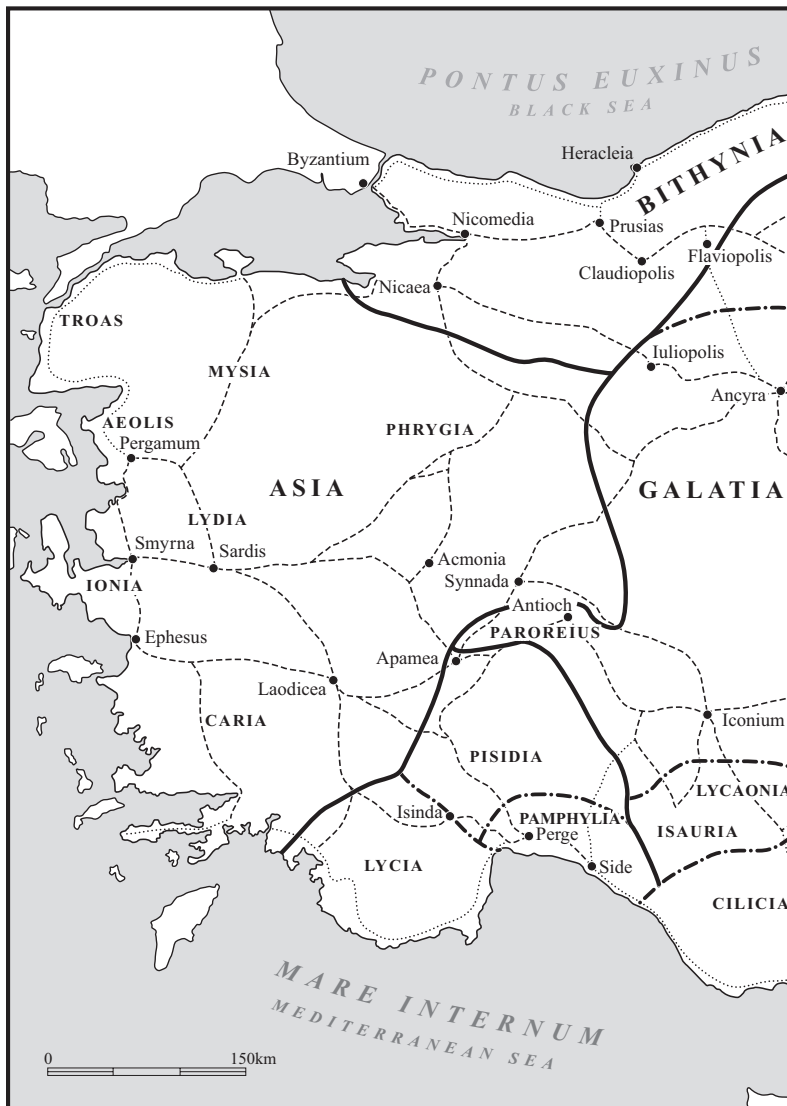 PONTUS EUXINUS
BLACK SEA
Byzantium
Heracleia
BITHYNIA
Nicomedia
Prusias
Flaviopolis
Claudiopolis
Nicaea
TROAS
MYSIA
Iuliopolis
Ancyra
AEOLIS
PHRYGIA
Pergamum
ASIA
GALATIA
LYDIA
Smyrna
Sardis
Acmonia
Synnada
IONIA
Antioch
PAROREIUS
Ephesus
Apamea
Laodicea
CARIA
Iconium
PISIDIA
LYCAONIA
Isinda
PAMPHYLIA
Perge
ISAURIA
LYCIA
Side
CILICIA
MARE INTERNUM
MEDITERRANEAN SEA
0 150km